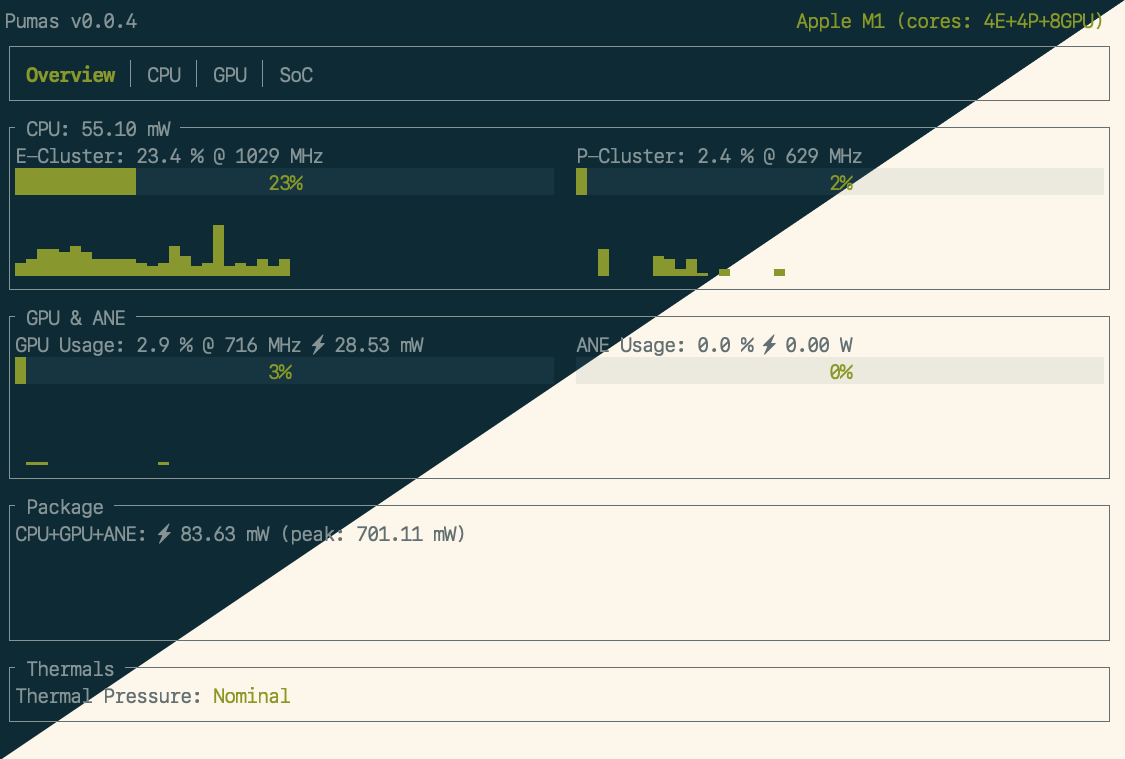 Pumas v0.0.4 Apple M1 (cores: 4E+4P+8GPU)
Overview CPU GPU SoC
CPU: 55.10 mW
E-Cluster: 23.4 % @ 1029 MHz P-Cluster: 2.4 % @ 629 MHz
23% 2%
GPU & ANE
GPU Usage: 2.9 % @ 716 MHz ⚡ 28.53 mW ANE Usage: 0.0 % ⚡ 0.00 W
3% 0%
Package
CPU+GPU+ANE: ⚡ 83.63 mW (peak: 701.11 mW)
Thermals
Thermal Pressure: Nominal